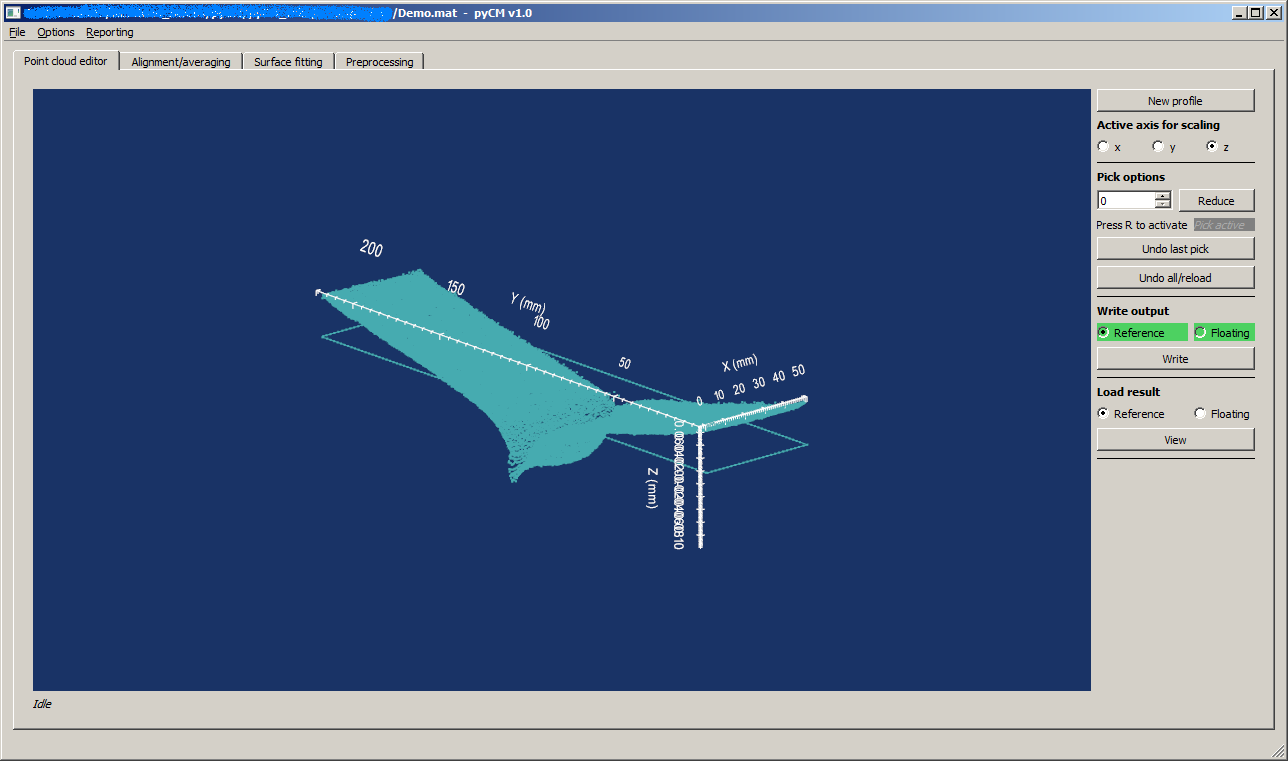 /Demo.mat - pyCM v1.0
File Options Reporting
Point cloud editor Alignment/averaging Surface fitting Preprocessing
New profile
Active axis for scaling
x y z
Pick options
0 Reduce
Press R to activate Pick active
Undo last pick
Undo all/reload
Write output
Reference Floating
Write
Load result
Reference Floating
View
200
150
Y (mm)
100
50
X (mm)
0 10 20 30 40 50
Z (mm)
Idle